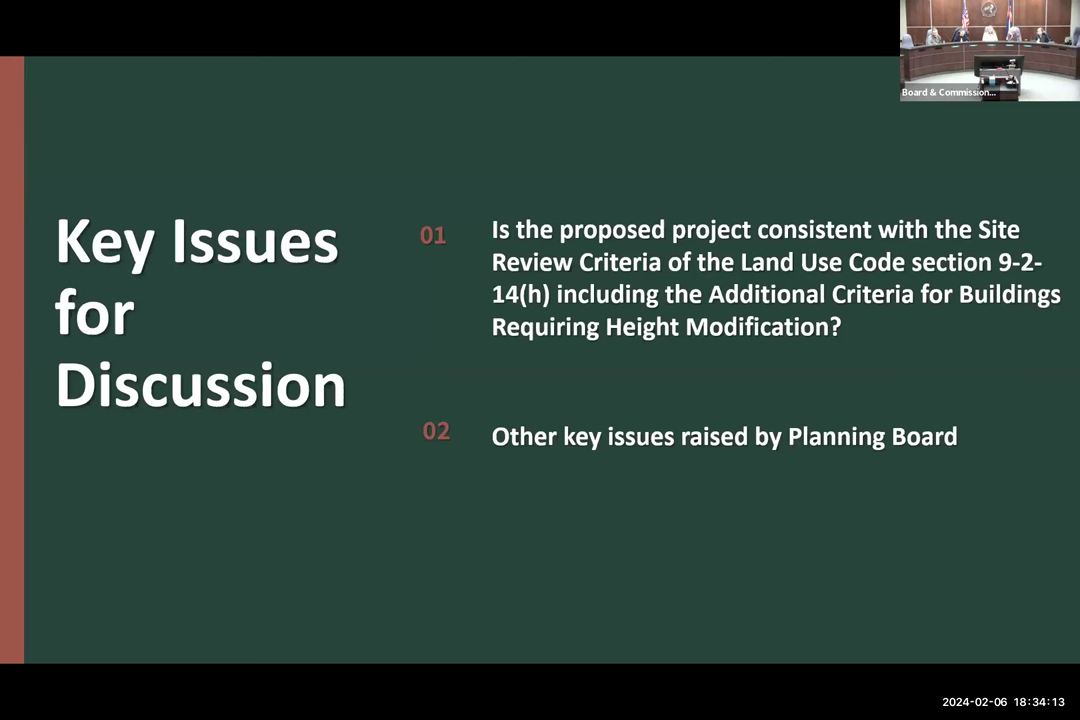 Board & Commission...
Key Issues
for
Discussion
01
Is the proposed project consistent with the Site
Review Criteria of the Land Use Code section 9-2-
14(h) including the Additional Criteria for Buildings
Requiring Height Modification?
02
Other key issues raised by Planning Board
2024-02-06 18:34:13